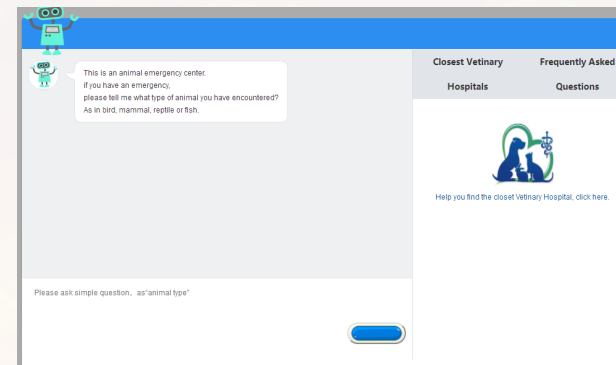 This is an animal emergency center.
if you have an emergency,
please tell me what type of animal you have encountered?
As in bird, mammal, reptile or fish.
Closest Vetinary Hospitals
Frequently Asked Questions
Help you find the closet Vetinary Hospital, click here.
Please ask simple question, as"animal type"